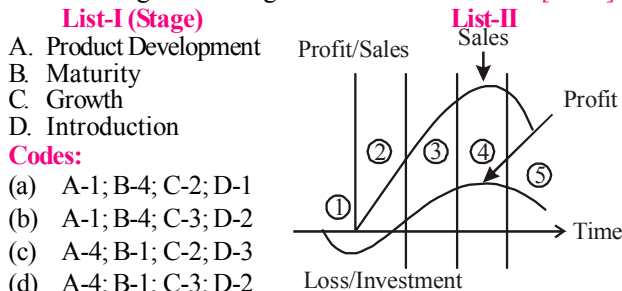 List-I (Stage)
List-II
A. Product Development
B. Maturity
C. Growth
D. Introduction
Codes:
(a) A-1; B-4; C-2; D-1
(b) A-1; B-4; C-3; D-2
(c) A-4; B-1; C-2; D-3
(d) A-4; B-1; C-3; D-2
Sales
Profit/Sales
Profit
② ③ ④ ⑤
①
Time
Loss/Investment